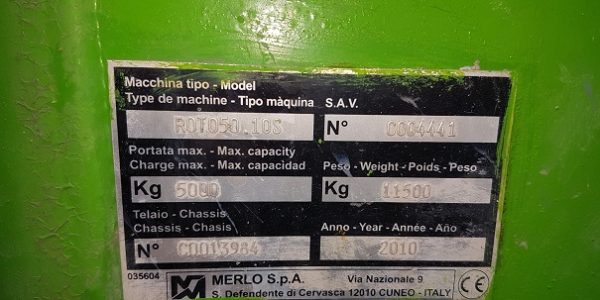 Macchina tipo - Model
Type de machine - Tipo màquina S.A.V.
ROTO50.10S N° C0G4441
Portata max. - Max. capacity
Charge max. - Max. capacidad Peso - Weight - Poids - Peso
Kg 5000 Kg 11500
Telaio - Chassis
Chassis - Chasis Anno - Year - Année - Año
N° C0013984 2010
035604 MERLO S.p.A. Via Nazionale 9
S. Defendente di Cervasca 12010 CUNEO - ITALY CE